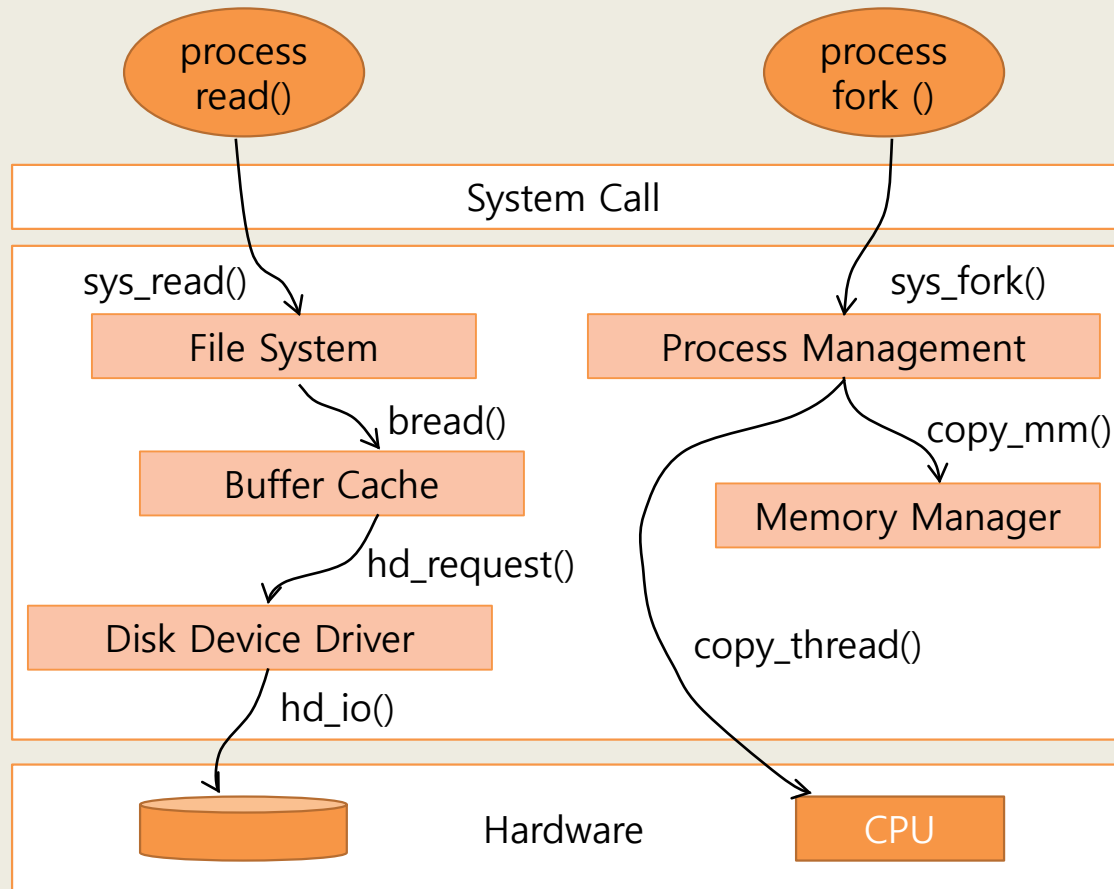 process
read()
process
fork ()
System Call
sys_read()
sys_fork()
File System
Process Management
bread()
copy_mm()
Buffer Cache
Memory Manager
hd_request()
Disk Device Driver
copy_thread()
hd_io()
Hardware
CPU